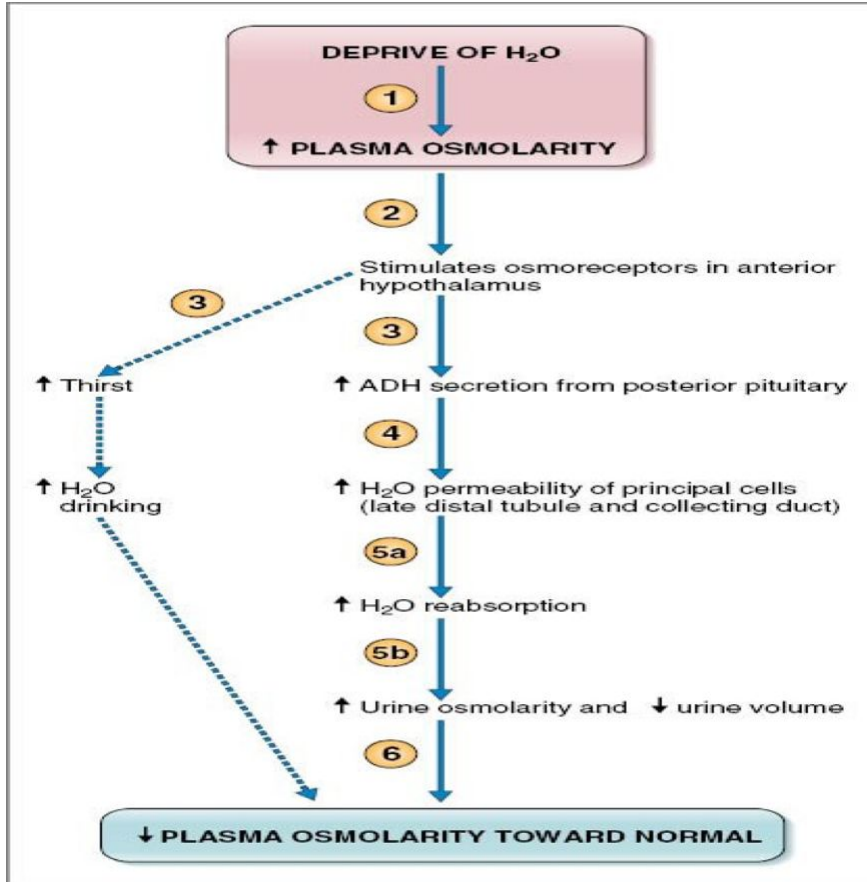 DEPRIVE OF H₂O
1
↑ PLASMA OSMOLARITY
2
Stimulates osmoreceptors in anterior
hypothalamus
3
3
↑ Thirst
↑ ADH secretion from posterior pituitary
4
↑ H₂O
drinking
↑ H₂O permeability of principal cells
(late distal tubule and collecting duct)
5a
↑ H₂O reabsorption
5b
↑ Urine osmolarity and ↓ urine volume
6
↓ PLASMA OSMOLARITY TOWARD NORMAL